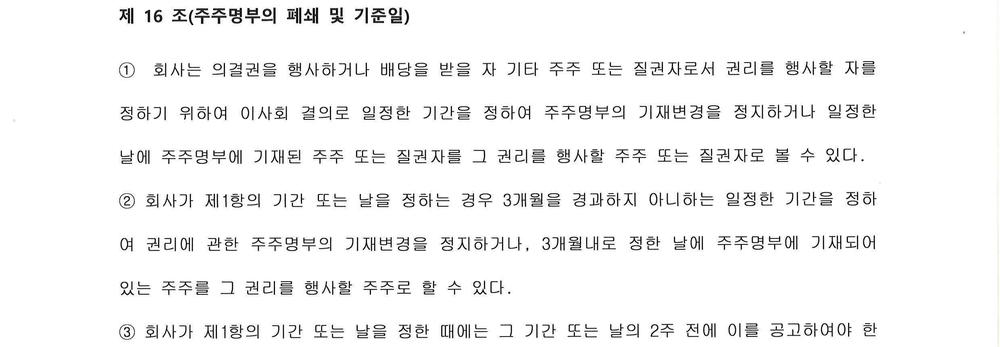 제 16 조(주주명부의 폐쇄 및 기준일)
① 회사는 의결권을 행사하거나 배당을 받을 자 기타 주주 또는 질권자로서 권리를 행사할 자를
정하기 위하여 이사회 결의로 일정한 기간을 정하여 주주명부의 기재변경을 정지하거나 일정한
날에 주주명부에 기재된 주주 또는 질권자를 그 권리를 행사할 주주 또는 질권자로 볼 수 있다.
② 회사가 제1항의 기간 또는 날을 정하는 경우 3개월을 경과하지 아니하는 일정한 기간을 정하
여 권리에 관한 주주명부의 기재변경을 정지하거나, 3개월내로 정한 날에 주주명부에 기재되어
있는 주주를 그 권리를 행사할 주주로 할 수 있다.
③ 회사가 제1항의 기간 또는 날을 정한 때에는 그 기간 또는 날의 2주 전에 이를 공고하여야 한